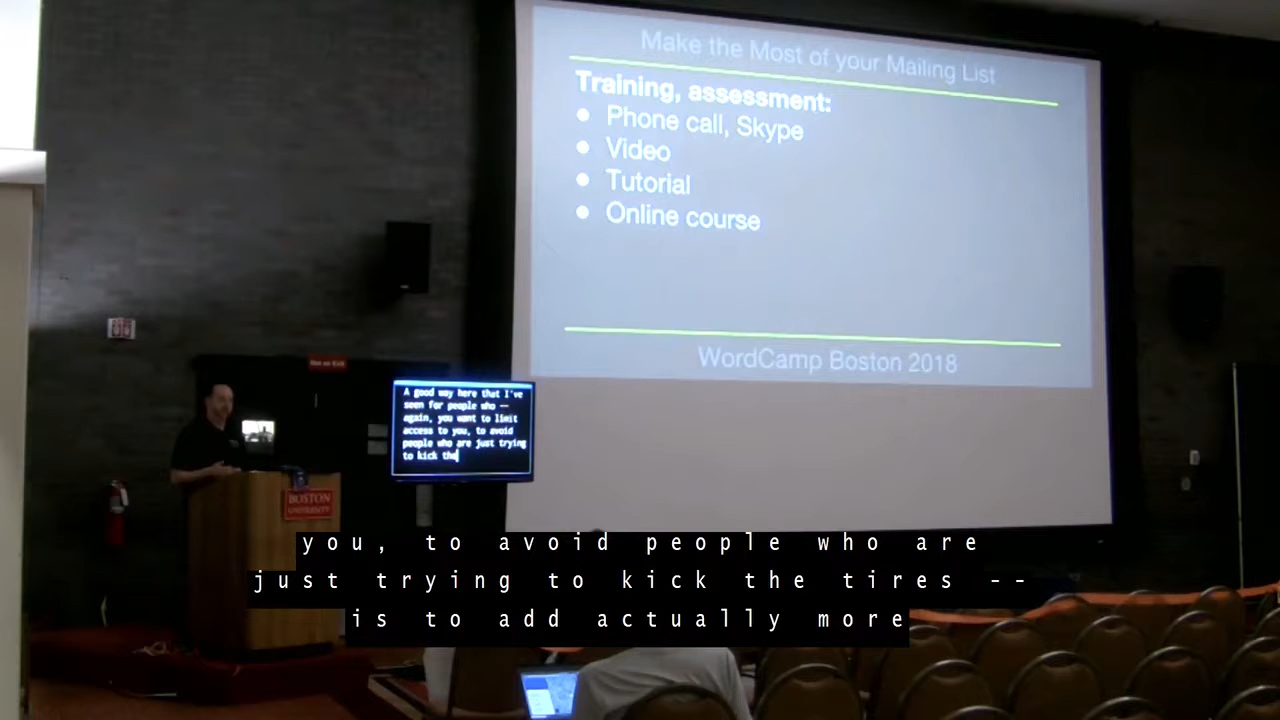 Make the Most of your Mailing List
Training, assessment:
● Phone call, Skype
● Video
● Tutorial
● Online course
WordCamp Boston 2018
A good way here that I've
seen for people who --
again, you want to limit
access to you, to avoid
people who are just trying
to kick the
BOSTON
UNIVERSITY
you, to avoid people who are
just trying to kick the tires --
is to add actually more